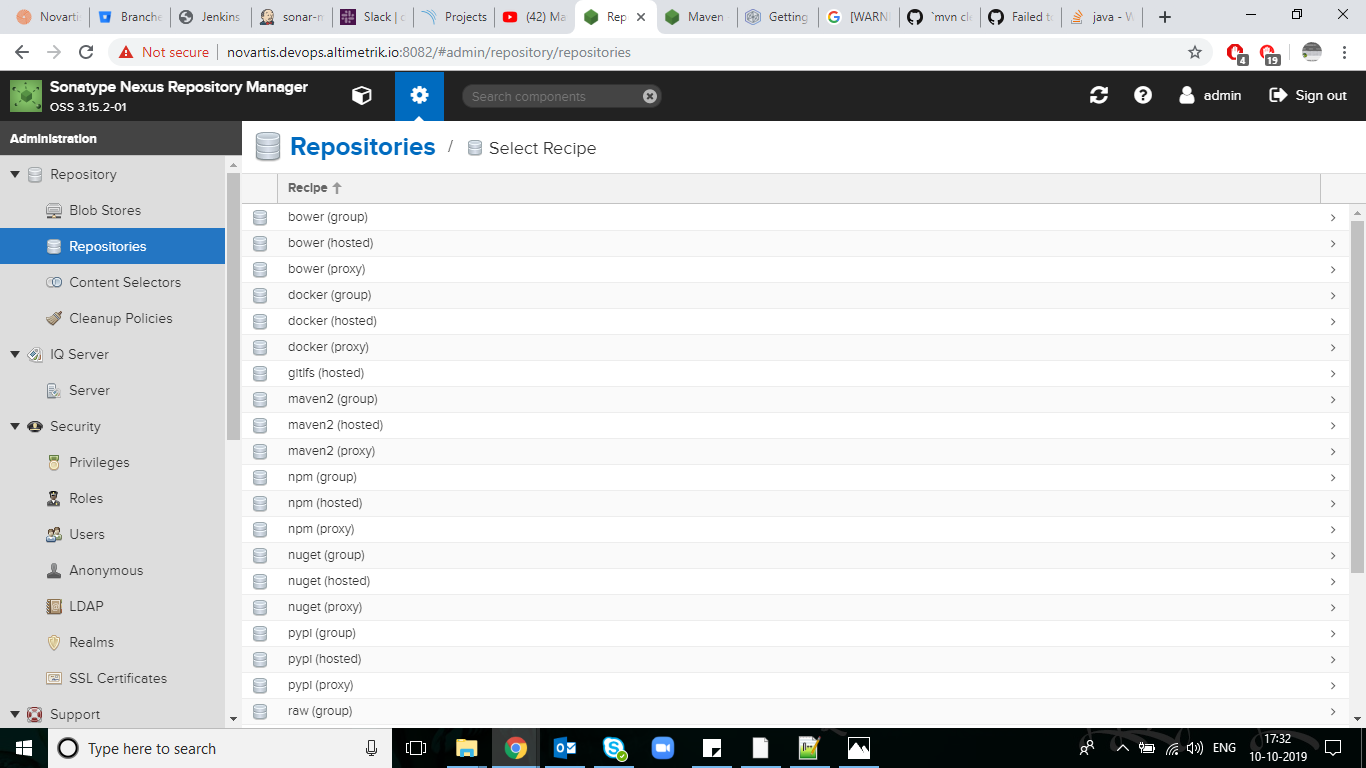 Novarti
Branche
Jenkins
sonar-n
Slack | c
Projects
(42) Ma
Rep
Maven
Getting
[WARN
`mvn cle
Failed t
java - W
Not secure
novartis.devops.altimetrik.io:8082/#admin/repository/repositories
4
19
Sonatype Nexus Repository Manager
OSS 3.15.2-01
Search components
admin
Sign out
Administration
Repositories / Select Recipe
Repository
Blob Stores
Repositories
Content Selectors
Cleanup Policies
IQ Server
Server
Security
Privileges
Roles
Users
Anonymous
LDAP
Realms
SSL Certificates
Support
Recipe
bower (group)
bower (hosted)
bower (proxy)
docker (group)
docker (hosted)
docker (proxy)
gitlfs (hosted)
maven2 (group)
maven2 (hosted)
maven2 (proxy)
npm (group)
npm (hosted)
npm (proxy)
nuget (group)
nuget (hosted)
nuget (proxy)
pypi (group)
pypi (hosted)
pypi (proxy)
raw (group)
Type here to search
ENG
17:32
10-10-2019